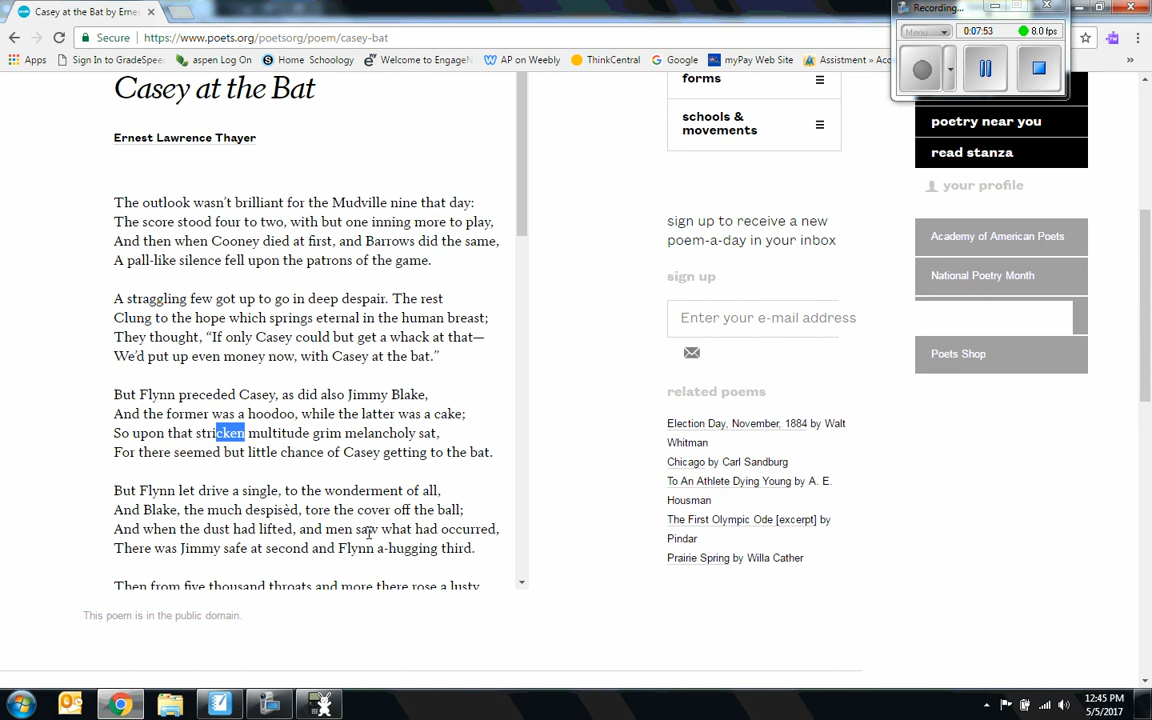 Casey at the Bat by Ernes
Recording...
Menu
0:07:53
8.0 fps
Secure
https://www.poets.org/poetsorg/poem/casey-bat
Apps
Sign In to GradeSpee
aspen Log On
Home Schoology
Welcome to EngageN
AP on Weekly
ThinkCentral
Google
myPay Web Site
Assistment
»
Casey at the Bat
Ernest Lawrence Thayer
The outlook wasn’t brilliant for the Mudville nine that day:
The score stood four to two, with but one inning more to play,
And then when Cooney died at first, and Barrows did the same,
A pall-like silence fell upon the patrons of the game.
A straggling few got up to go in deep despair. The rest
Clung to the hope which springs eternal in the human breast;
They thought, “If only Casey could but get a whack at that—
We’d put up even money now, with Casey at the bat.”
But Flynn preceded Casey, as did also Jimmy Blake,
And the former was a hoodoo, while the latter was a cake;
So upon that stricken multitude grim melancholy sat,
For there seemed but little chance of Casey getting to the bat.
But Flynn let drive a single, to the wonderment of all,
And Blake, the much despisèd, tore the cover off the ball;
And when the dust had lifted, and men saw what had occurred,
There was Jimmy safe at second and Flynn a-hugging third.
Then from five thousand throats and more there rose a lusty
This poem is in the public domain.
forms
schools &
movements
sign up to receive a new
poem-a-day in your inbox
sign up
Enter your e-mail address
related poems
Election Day, November, 1884 by Walt
Whitman
Chicago by Carl Sandburg
To An Athlete Dying Young by A. E.
Housman
The First Olympic Ode [excerpt] by
Pindar
Prairie Spring by Willa Cather
poetry near you
read stanza
your profile
Academy of American Poets
National Poetry Month
Poets Shop
12:45 PM
5/5/2017